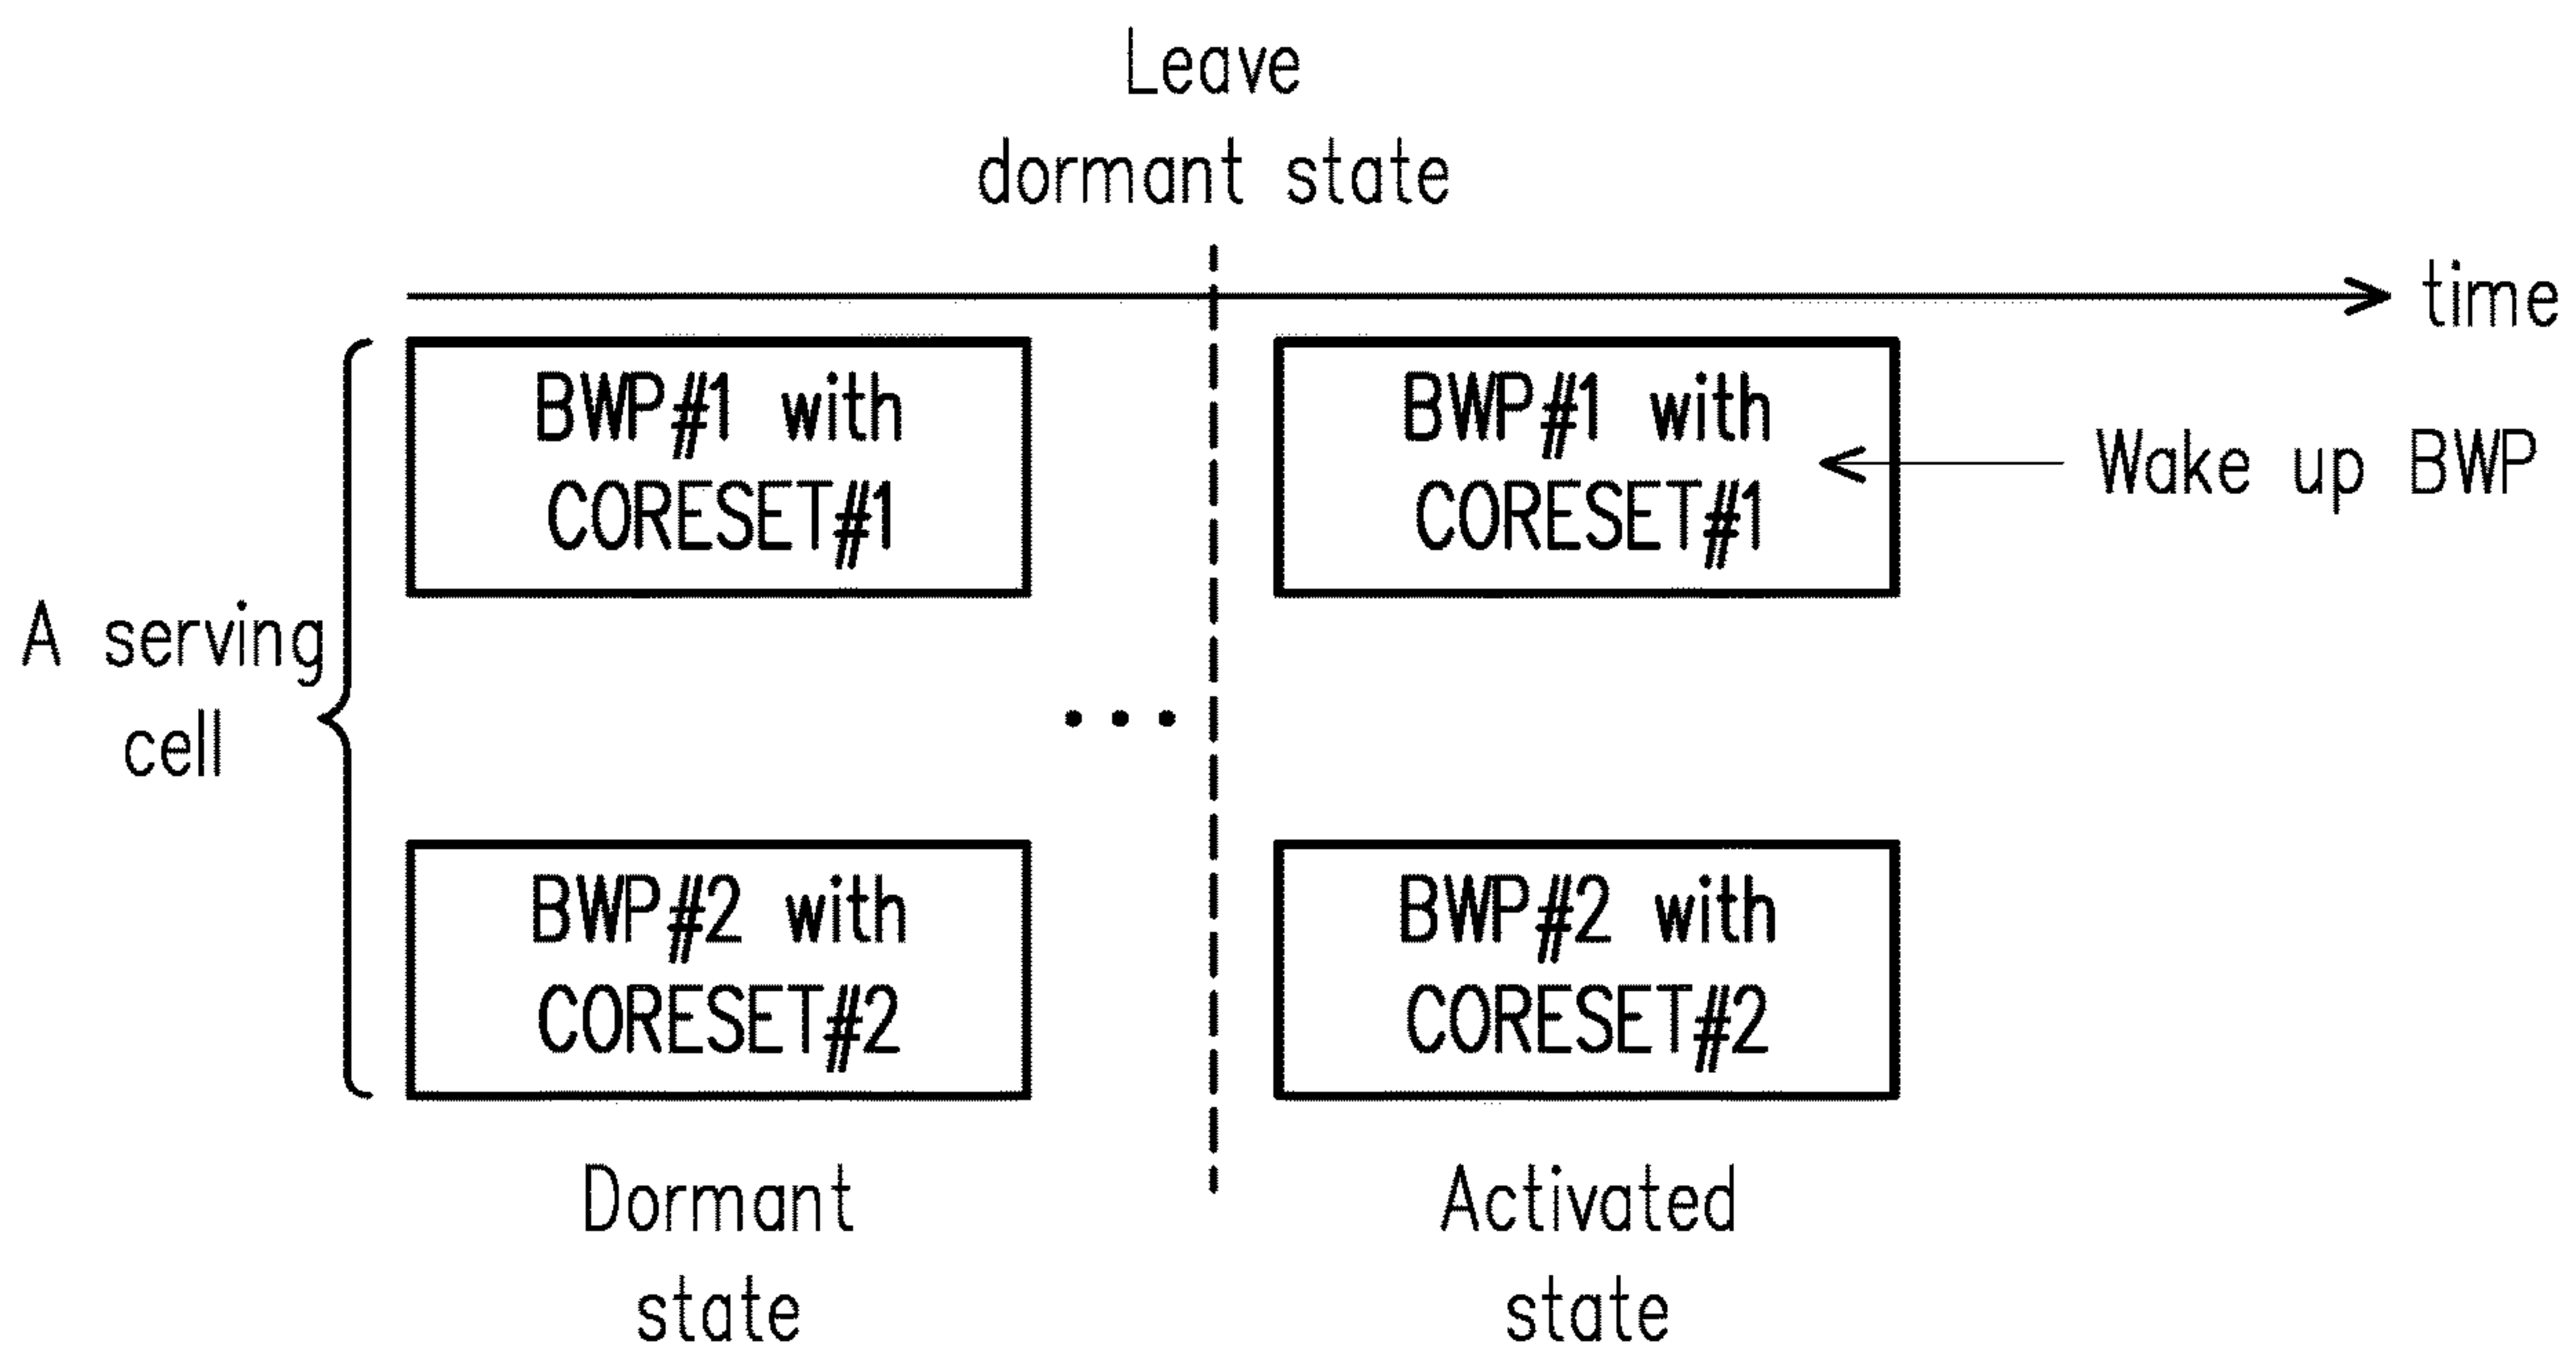 Leave
dormant state
time
BWP#1 with
CORESET#1
BWP#1 with
CORESET#1
Wake up BWP
A serving
cell
BWP#2 with
CORESET#2
BWP#2 with
CORESET#2
Dormant
state
Activated
state